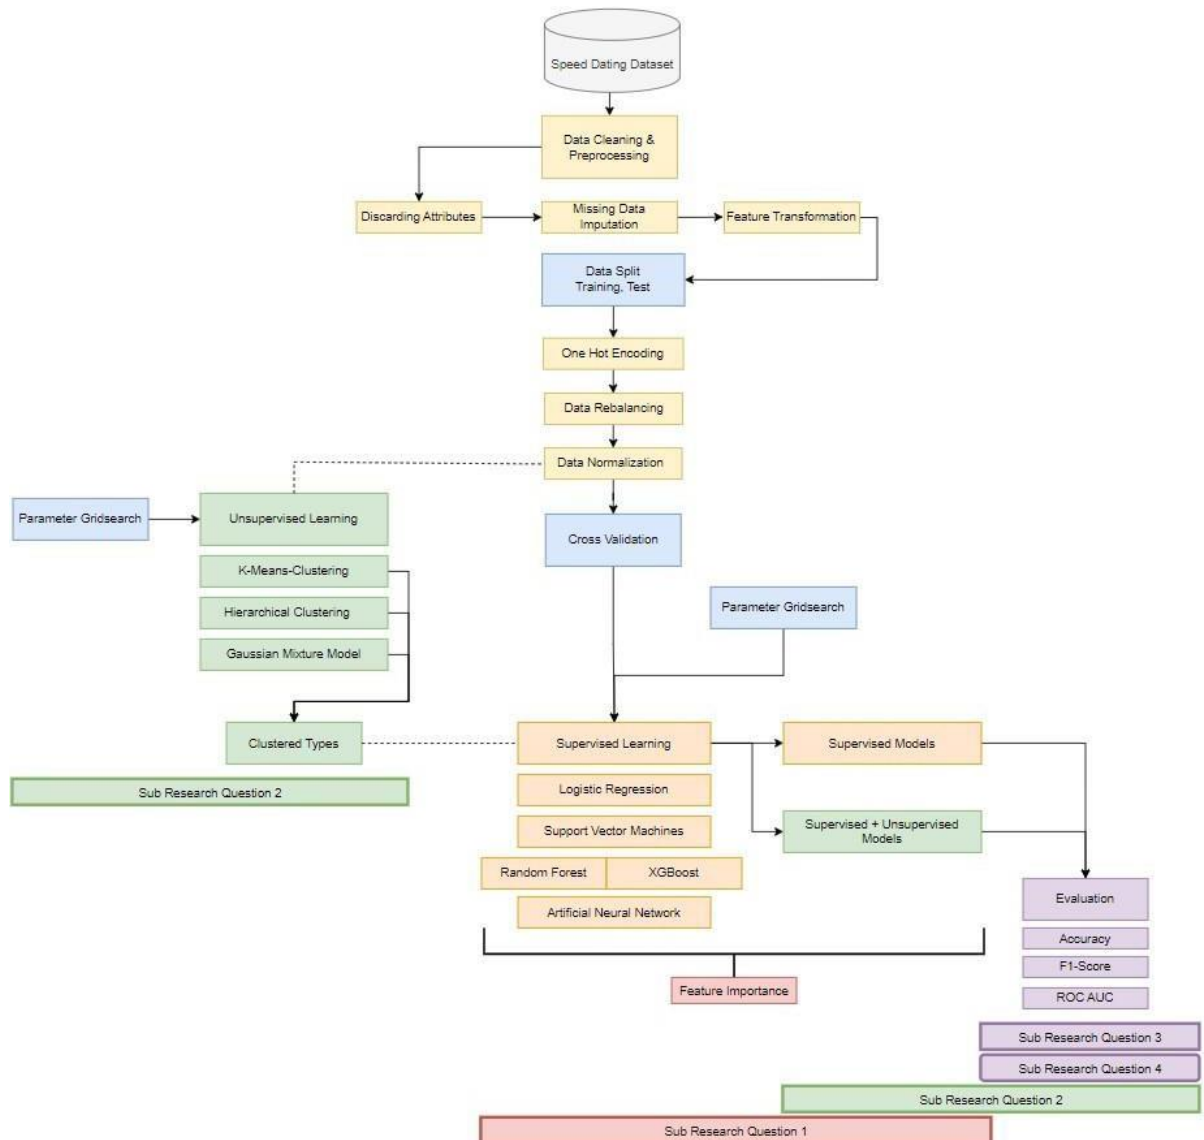 Speed Dating Dataset
Data Cleaning &
Preprocessing
Discarding Attributes
Missing Data
Imputation
Feature Transformation
Data Split
Training, Test
One Hot Encoding
Data Rebalancing
Data Normalization
Parameter Gridsearch
Unsupervised Learning
Cross Validation
K-Means-Clustering
Hierarchical Clustering
Parameter Gridsearch
Gaussian Mixture Model
Clustered Types
Supervised Learning
Supervised Models
Sub Research Question 2
Logistic Regression
Support Vector Machines
Supervised + Unsupervised
Models
Random Forest
XGBoost
Artificial Neural Network
Evaluation
Accuracy
F1-Score
ROC AUC
Feature Importance
Sub Research Question 3
Sub Research Question 4
Sub Research Question 2
Sub Research Question 1